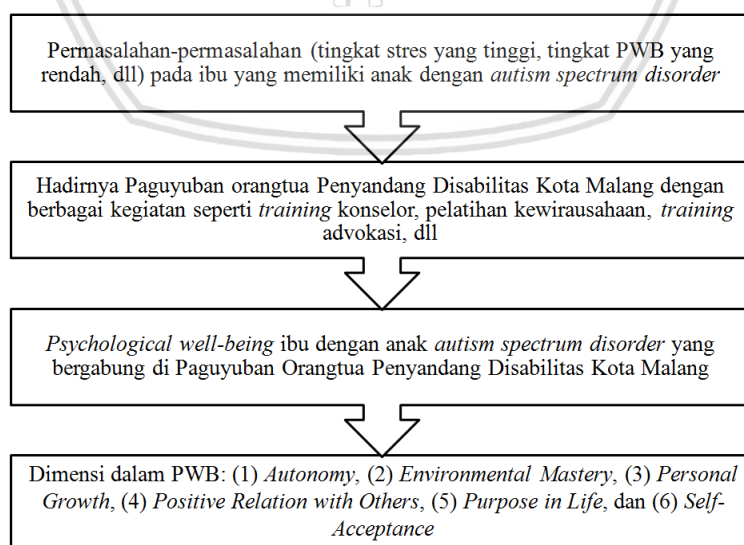 Permasalahan-permasalahan (tingkat stres yang tinggi, tingkat PWB yang
rendah, dll) pada ibu yang memiliki anak dengan autism spectrum disorder
Hadirnya Paguyuban orangtua Penyandang Disabilitas Kota Malang dengan
berbagai kegiatan seperti training konselor, pelatihan kewirausahaan, training
advokasi, dll
Psychological well-being ibu dengan anak autism spectrum disorder yang
bergabung di Paguyuban Orangtua Penyandang Disabilitas Kota Malang
Dimensi dalam PWB: (1) Autonomy, (2) Environmental Mastery, (3) Personal
Growth, (4) Positive Relation with Others, (5) Purpose in Life, dan (6) Self-
Acceptance